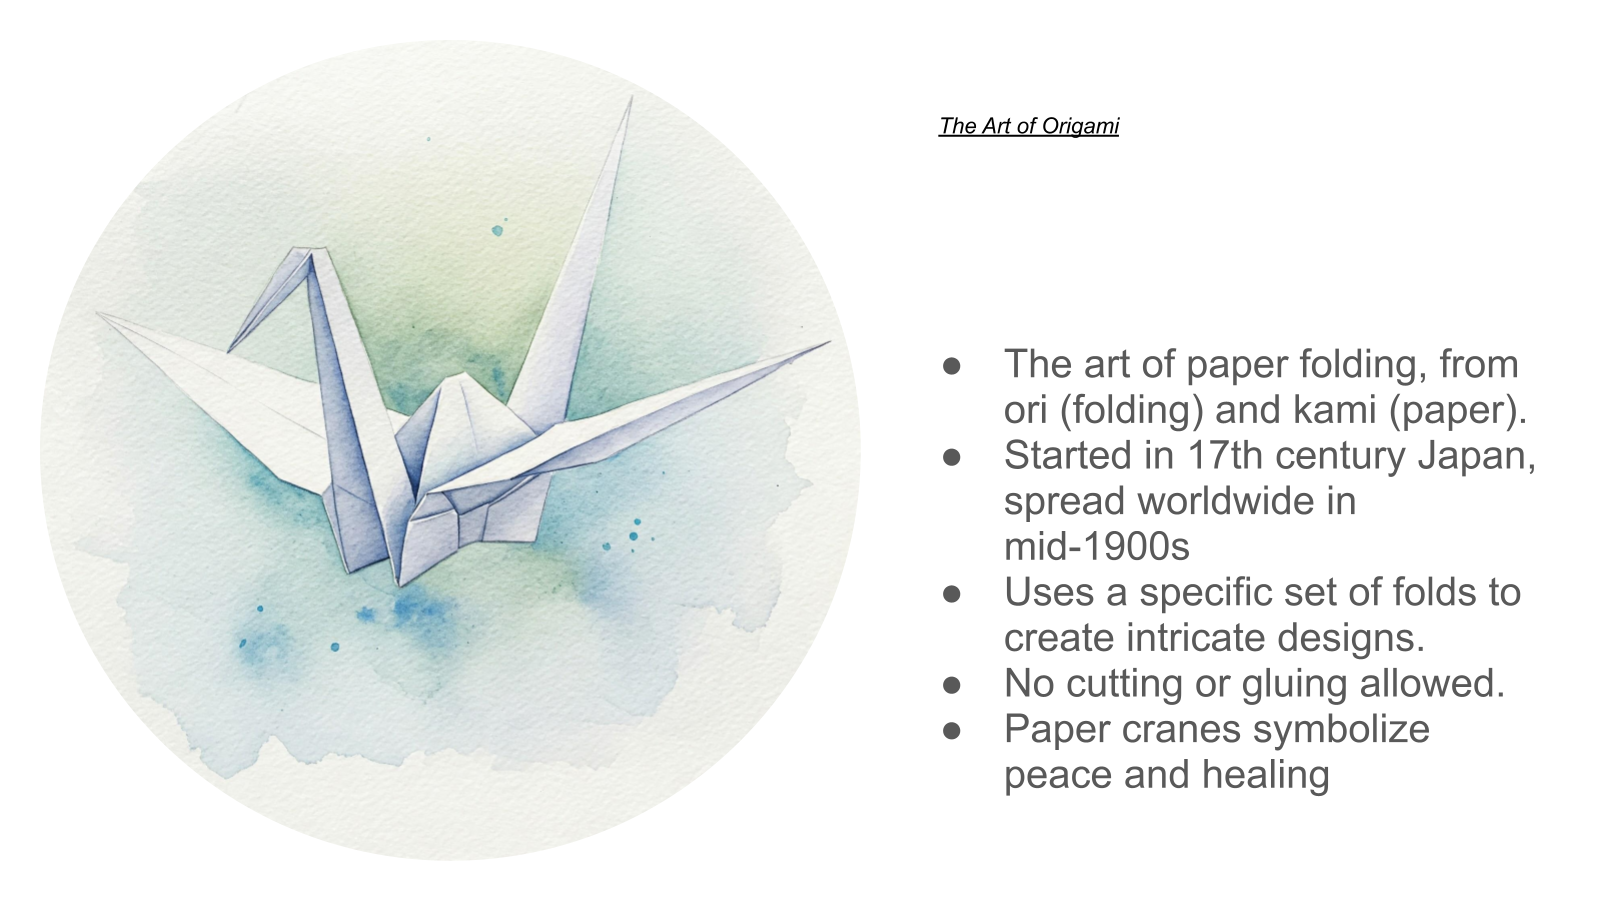 The Art of Origami
● The art of paper folding, from
ori (folding) and kami (paper).
● Started in 17th century Japan,
spread worldwide in
mid-1900s
● Uses a specific set of folds to
create intricate designs.
● No cutting or gluing allowed.
● Paper cranes symbolize
peace and healing